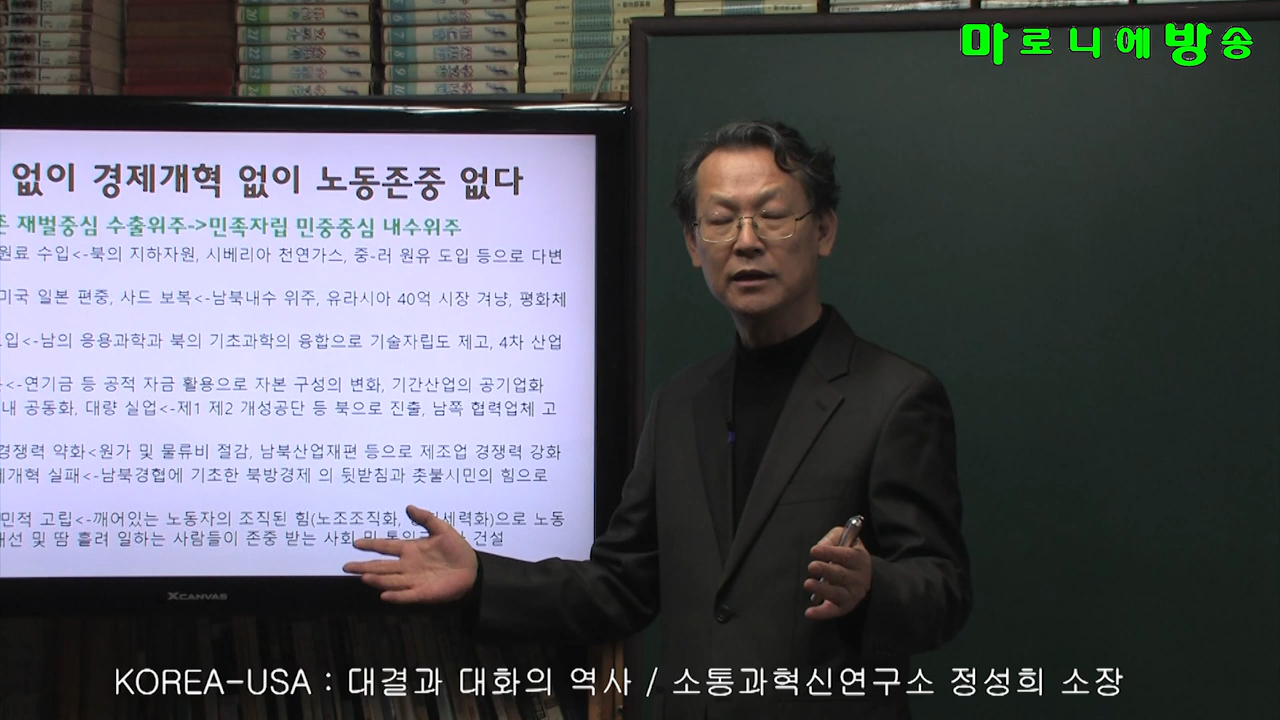 마로니에방송
없이 경제개혁 없이 노동존중 없다
재벌중심 수출위주->민족자립 민중중심 내수위주
원료 수입<-북의 지하자원, 시베리아 천연가스, 중-러 원유 도입 등으로 다변
미국 일본 편중, 사드 보복<-남북내수 위주, 유라시아 40억 시장 겨냥, 평화체
<-남의 응용과학과 북의 기초과학의 융합으로 기술자립도 제고, 4차 산업
<-연기금 등 공적 자금 활용으로 자본 구성의 변화, 기간산업의 공기업화
내 공동화, 대량 실업<-제1 제2 개성공단 등 북으로 진출, 남쪽 협력업체 고
경쟁력 약화<원가 및 물류비 절감, 남북산업재편 등으로 제조업 경쟁력 강화
실패<-남북경협에 기초한 북방경제 의 뒷받침과 촛불시민의 힘으로
민적 고립<-깨어있는 노동자의 조직된 힘(노조조직화, 으로 노동
및 땀 흘려 일하는 사람들이 존중 받는 사회 및 건설
XCANVAS
KOREA-USA : 대결과 대화의 역사 / 소통과혁신연구소 정성희 소장